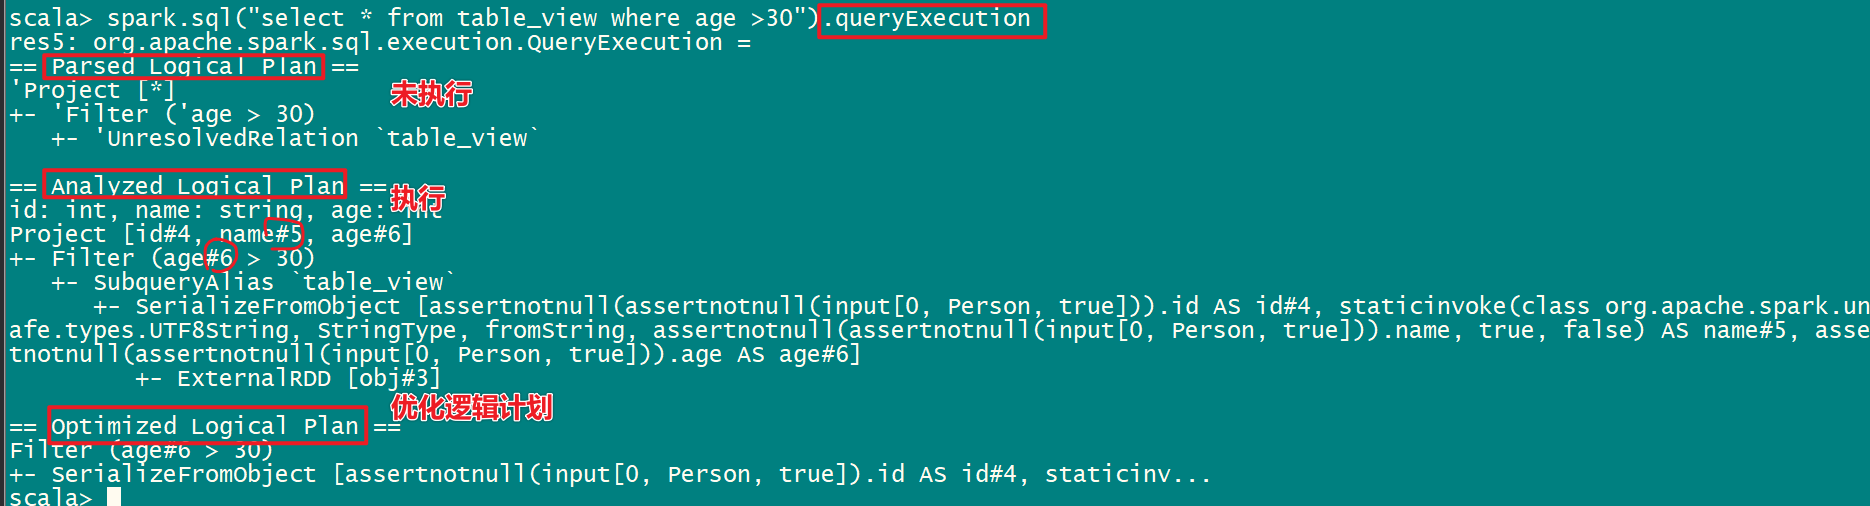 scala> spark.sql("select * from table_view where age >30").queryExecution
res5: org.apache.spark.sql.execution.QueryExecution =
== Parsed Logical Plan ==
'Project [*]
未执行
+- 'Filter ('age > 30)
   +- 'UnresolvedRelation `table_view`
== Analyzed Logical Plan ==
执行
id: int, name: string, age: int
Project [id#4, name#5, age#6]
+- Filter (age#6 > 30)
   +- SubqueryAlias `table_view`
      +- SerializeFromObject [assertnotnull(assertnotnull(input[0, Person, true])).id AS id#4, staticinvoke(class org.apache.spark.un
afe.types.UTF8String, StringType, fromString, assertnotnull(assertnotnull(input[0, Person, true])).name, true, false) AS name#5, asse
tnotnull(assertnotnull(input[0, Person, true])).age AS age#6]
         +- ExternalRDD [obj#3]
优化逻辑计划
== Optimized Logical Plan ==
Filter (age#6 > 30)
+- SerializeFromObject [assertnotnull(input[0, Person, true]).id AS id#4, staticinv...
scala>